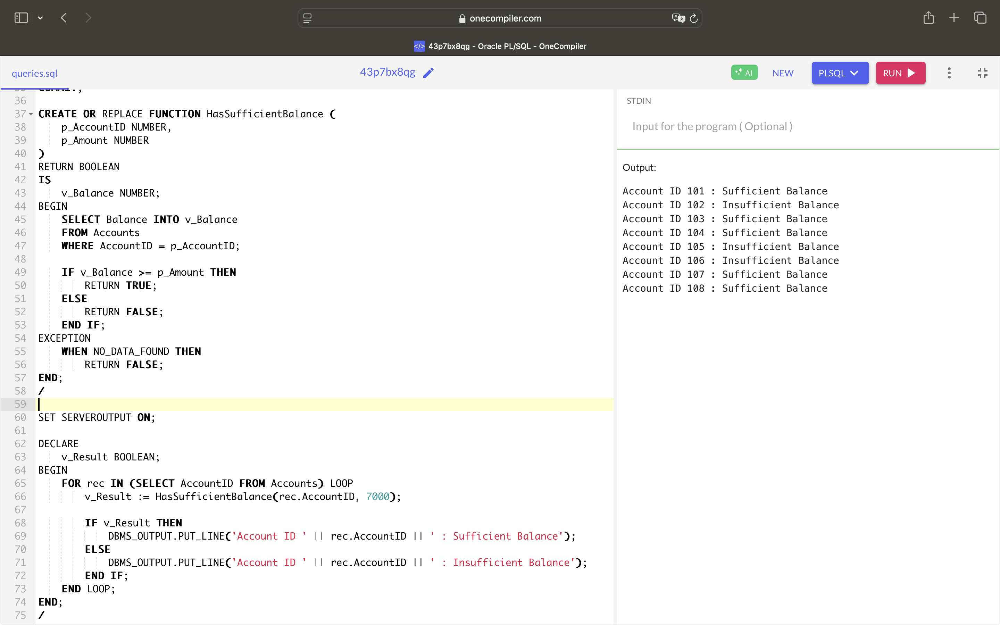 onecompiler.com
</> 43p7bx8qg - Oracle PL/SQL - OneCompiler
queries.sql
43p7bx8qg
AI
NEW
PLSQL
RUN
35 COMMIT;
36
37 CREATE OR REPLACE FUNCTION HasSufficientBalance (
38     p_AccountID NUMBER,
39     p_Amount NUMBER
40 )
41 RETURN BOOLEAN
42 IS
43     v_Balance NUMBER;
44 BEGIN
45     SELECT Balance INTO v_Balance
46     FROM Accounts
47     WHERE AccountID = p_AccountID;
48
49     IF v_Balance >= p_Amount THEN
50         RETURN TRUE;
51     ELSE
52         RETURN FALSE;
53     END IF;
54 EXCEPTION
55     WHEN NO_DATA_FOUND THEN
56         RETURN FALSE;
57 END;
58 /
59
60 SET SERVEROUTPUT ON;
61
62 DECLARE
63     v_Result BOOLEAN;
64 BEGIN
65     FOR rec IN (SELECT AccountID FROM Accounts) LOOP
66         v_Result := HasSufficientBalance(rec.AccountID, 7000);
67
68         IF v_Result THEN
69             DBMS_OUTPUT.PUT_LINE('Account ID ' || rec.AccountID || ' : Sufficient Balance');
70         ELSE
71             DBMS_OUTPUT.PUT_LINE('Account ID ' || rec.AccountID || ' : Insufficient Balance');
72         END IF;
73     END LOOP;
74 END;
75 /
STDIN
Input for the program ( Optional )
Output:
Account ID 101 : Sufficient Balance
Account ID 102 : Insufficient Balance
Account ID 103 : Sufficient Balance
Account ID 104 : Sufficient Balance
Account ID 105 : Insufficient Balance
Account ID 106 : Insufficient Balance
Account ID 107 : Sufficient Balance
Account ID 108 : Sufficient Balance